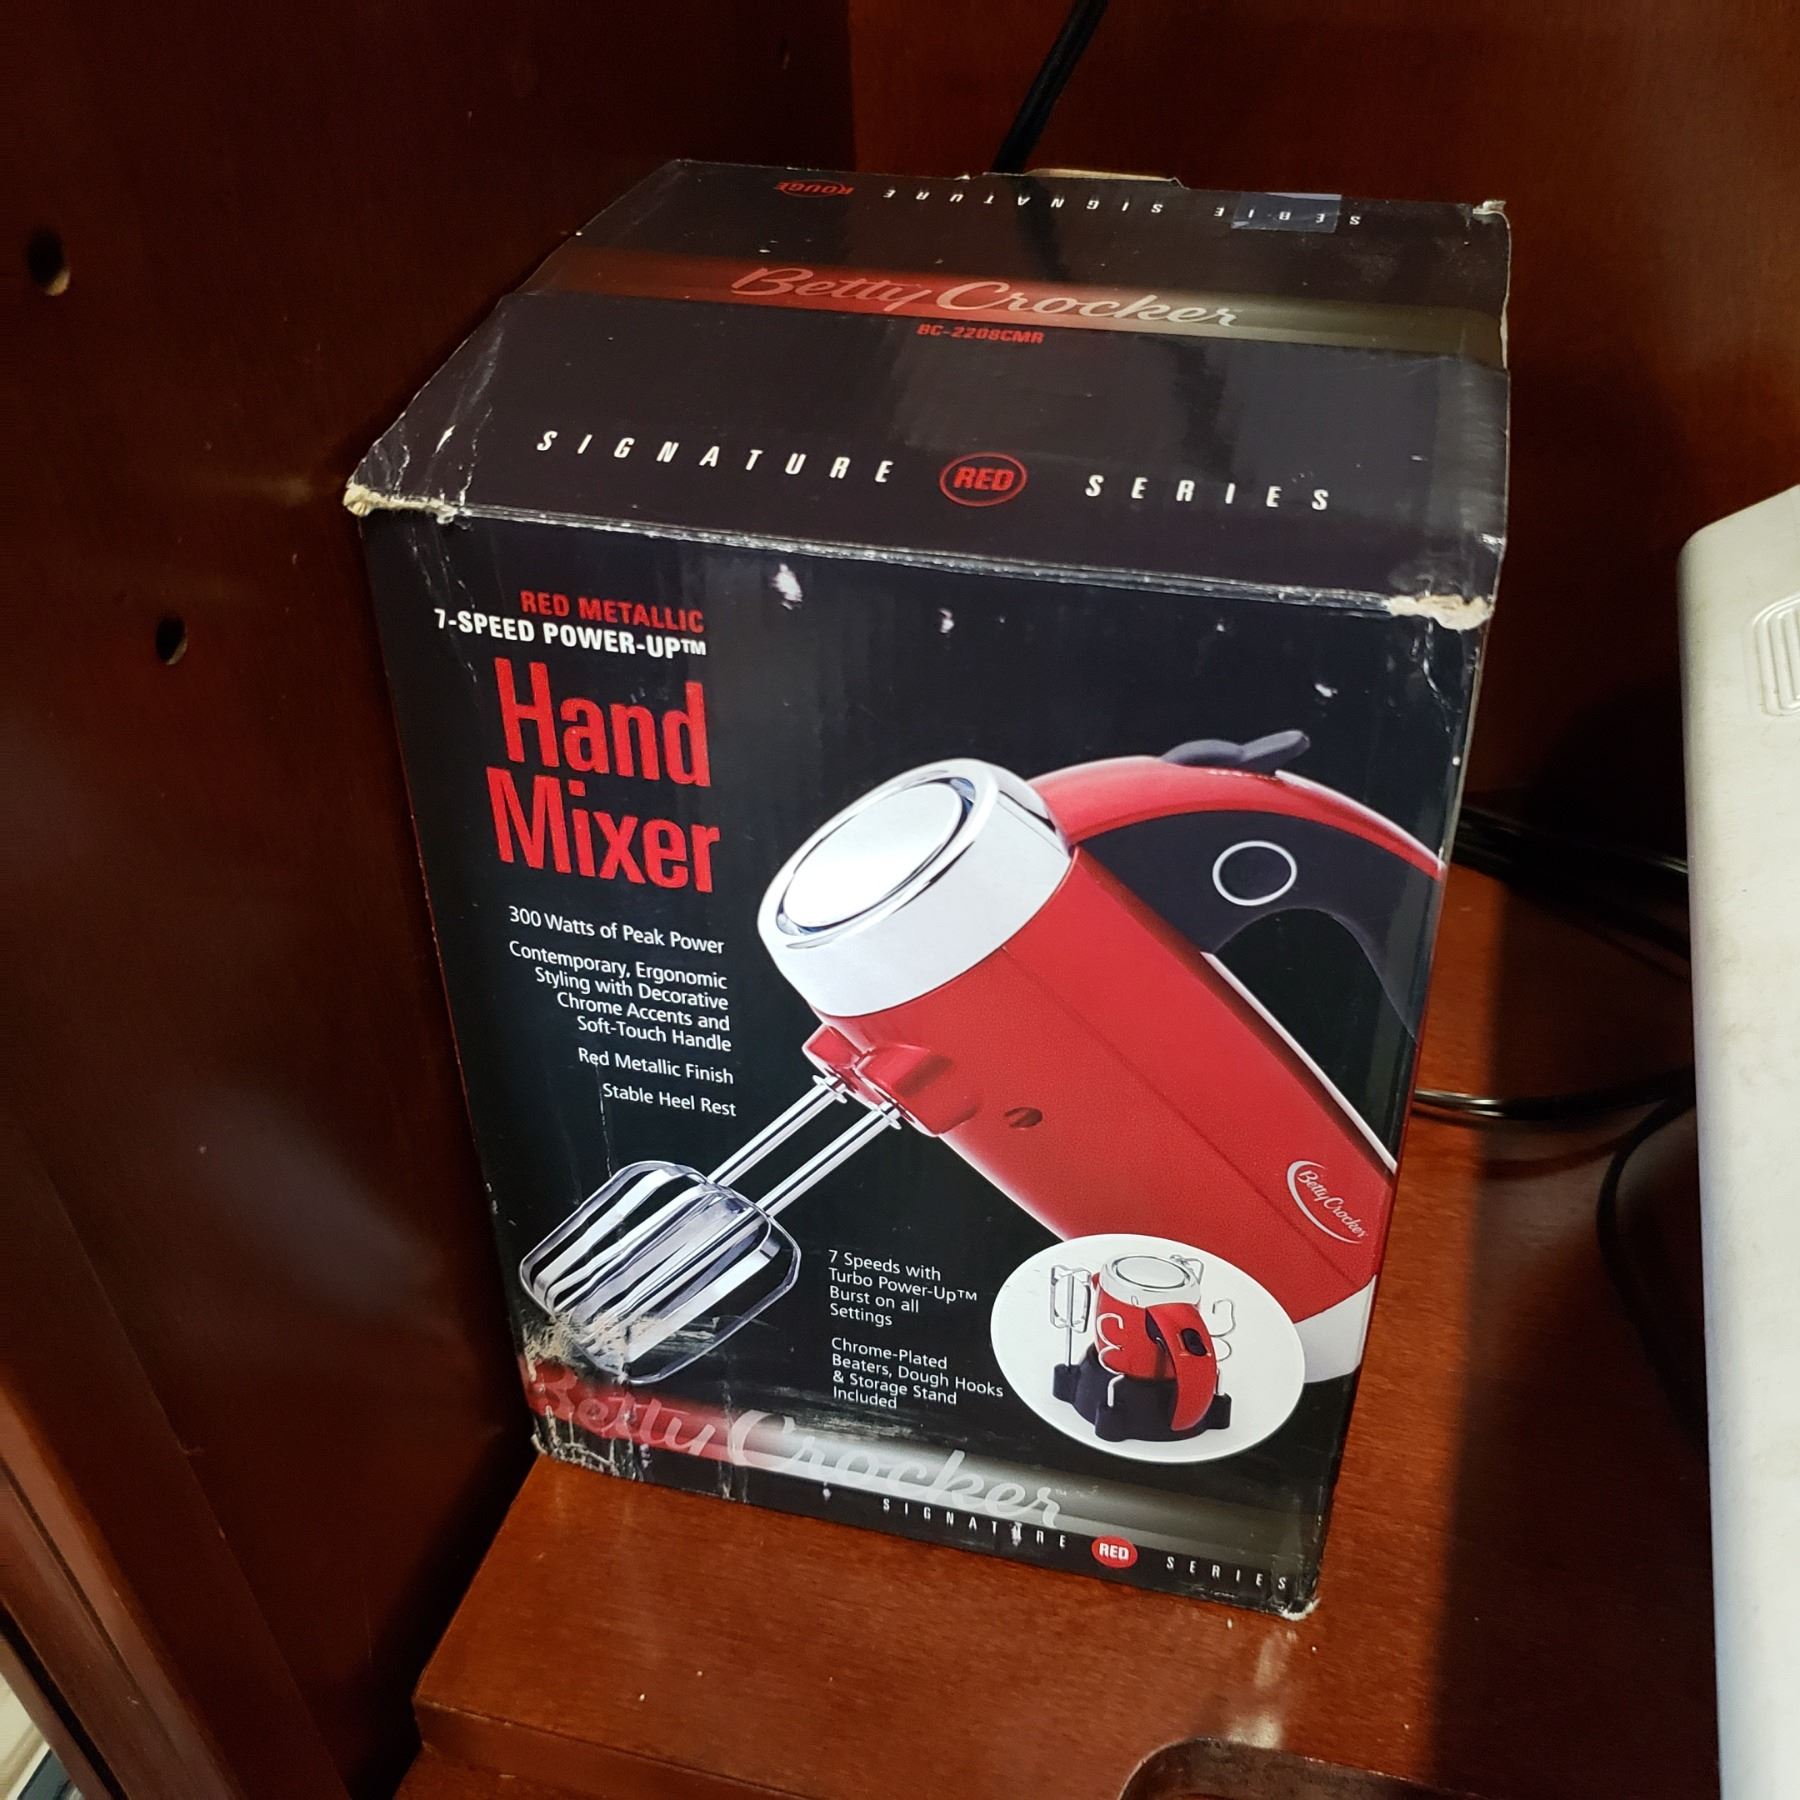 SÉRIE SIGNATURE ROUGE
Betty Crocker
BC-2208CMR
SIGNATURE RED SERIES
RED METALLIC
7-SPEED POWER-UP™
Hand
Mixer
300 Watts of Peak Power
Contemporary, Ergonomic
Styling with Decorative
Chrome Accents and
Soft-Touch Handle
Red Metallic Finish
Stable Heel Rest
Betty Crocker
7 Speeds with
Turbo Power-Up™
Burst on all
Settings
Chrome-Plated
Beaters, Dough Hooks
& Storage Stand
Included
Betty Crocker™
SIGNATURE RED SERIES